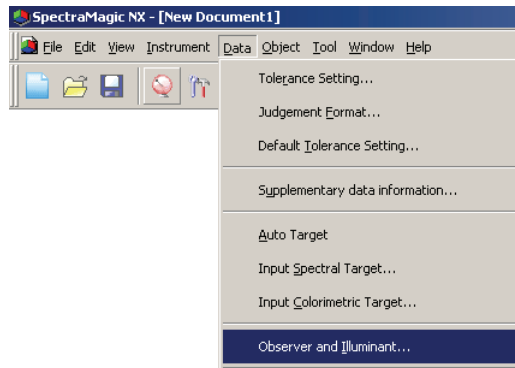 SpectraMagic NX - [New Document1]
File Edit View Instrument Data Object Tool Window Help
Tolerance Setting...
Judgement Format...
Default Tolerance Setting...
Supplementary data information...
Auto Target
Input Spectral Target...
Input Colorimetric Target...
Observer and Illuminant...